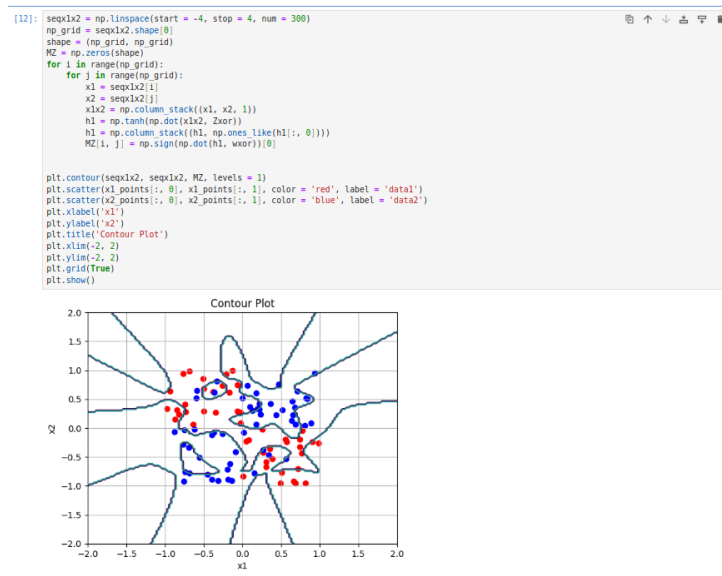 [12]: seqx1x2 = np.linspace(start = -4, stop = 4, num = 300)
np_grid = seqx1x2.shape[0]
shape = (np_grid, np_grid)
MZ = np.zeros(shape)
for i in range(np_grid):
    for j in range(np_grid):
        x1 = seqx1x2[i]
        x2 = seqx1x2[j]
        x1x2 = np.column_stack((x1, x2, 1))
        h1 = np.tanh(np.dot(x1x2, Zxor))
        h1 = np.column_stack((h1, np.ones_like(h1[:, 0])))
        MZ[i, j] = np.sign(np.dot(h1, wxor))[0]
plt.contour(seqx1x2, seqx1x2, MZ, levels = 1)
plt.scatter(x1_points[:, 0], x1_points[:, 1], color = 'red', label = 'data1')
plt.scatter(x2_points[:, 0], x2_points[:, 1], color = 'blue', label = 'data2')
plt.xlabel('x1')
plt.ylabel('x2')
plt.title('Contour Plot')
plt.xlim(-2, 2)
plt.ylim(-2, 2)
plt.grid(True)
plt.show()
Contour Plot
2.0
1.5
1.0
0.5
0.0
−0.5
−1.0
−1.5
−2.0
x2
−2.0 −1.5 −1.0 −0.5 0.0 0.5 1.0 1.5 2.0
x1